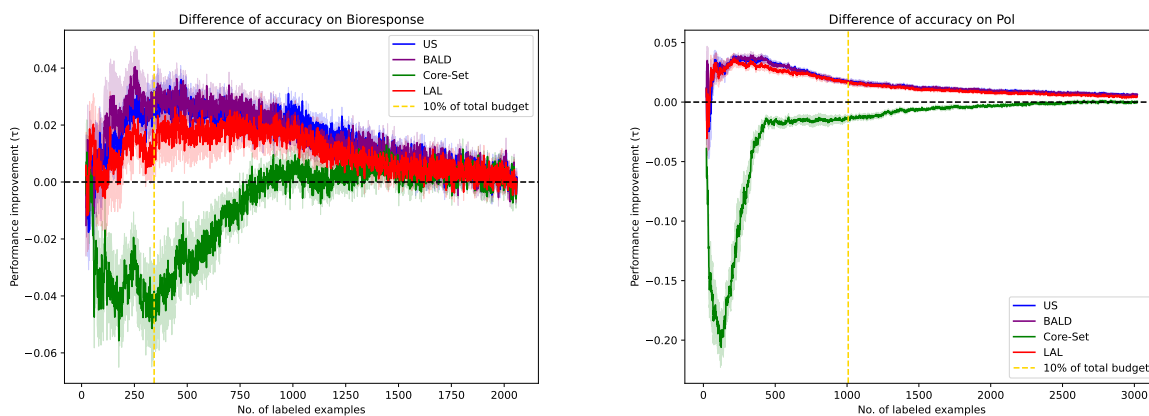 Difference of accuracy on Bioresponse
Performance improvement (τ)
0.04
0.02
0.00
−0.02
−0.04
−0.06
US
BALD
Core-Set
LAL
10% of total budget
0 250 500 750 1000 1250 1500 1750 2000
No. of labeled examples
Difference of accuracy on Pol
Performance improvement (τ)
0.05
0.00
−0.05
−0.10
−0.15
−0.20
US
BALD
Core-Set
LAL
10% of total budget
0 500 1000 1500 2000 2500 3000
No. of labeled examples